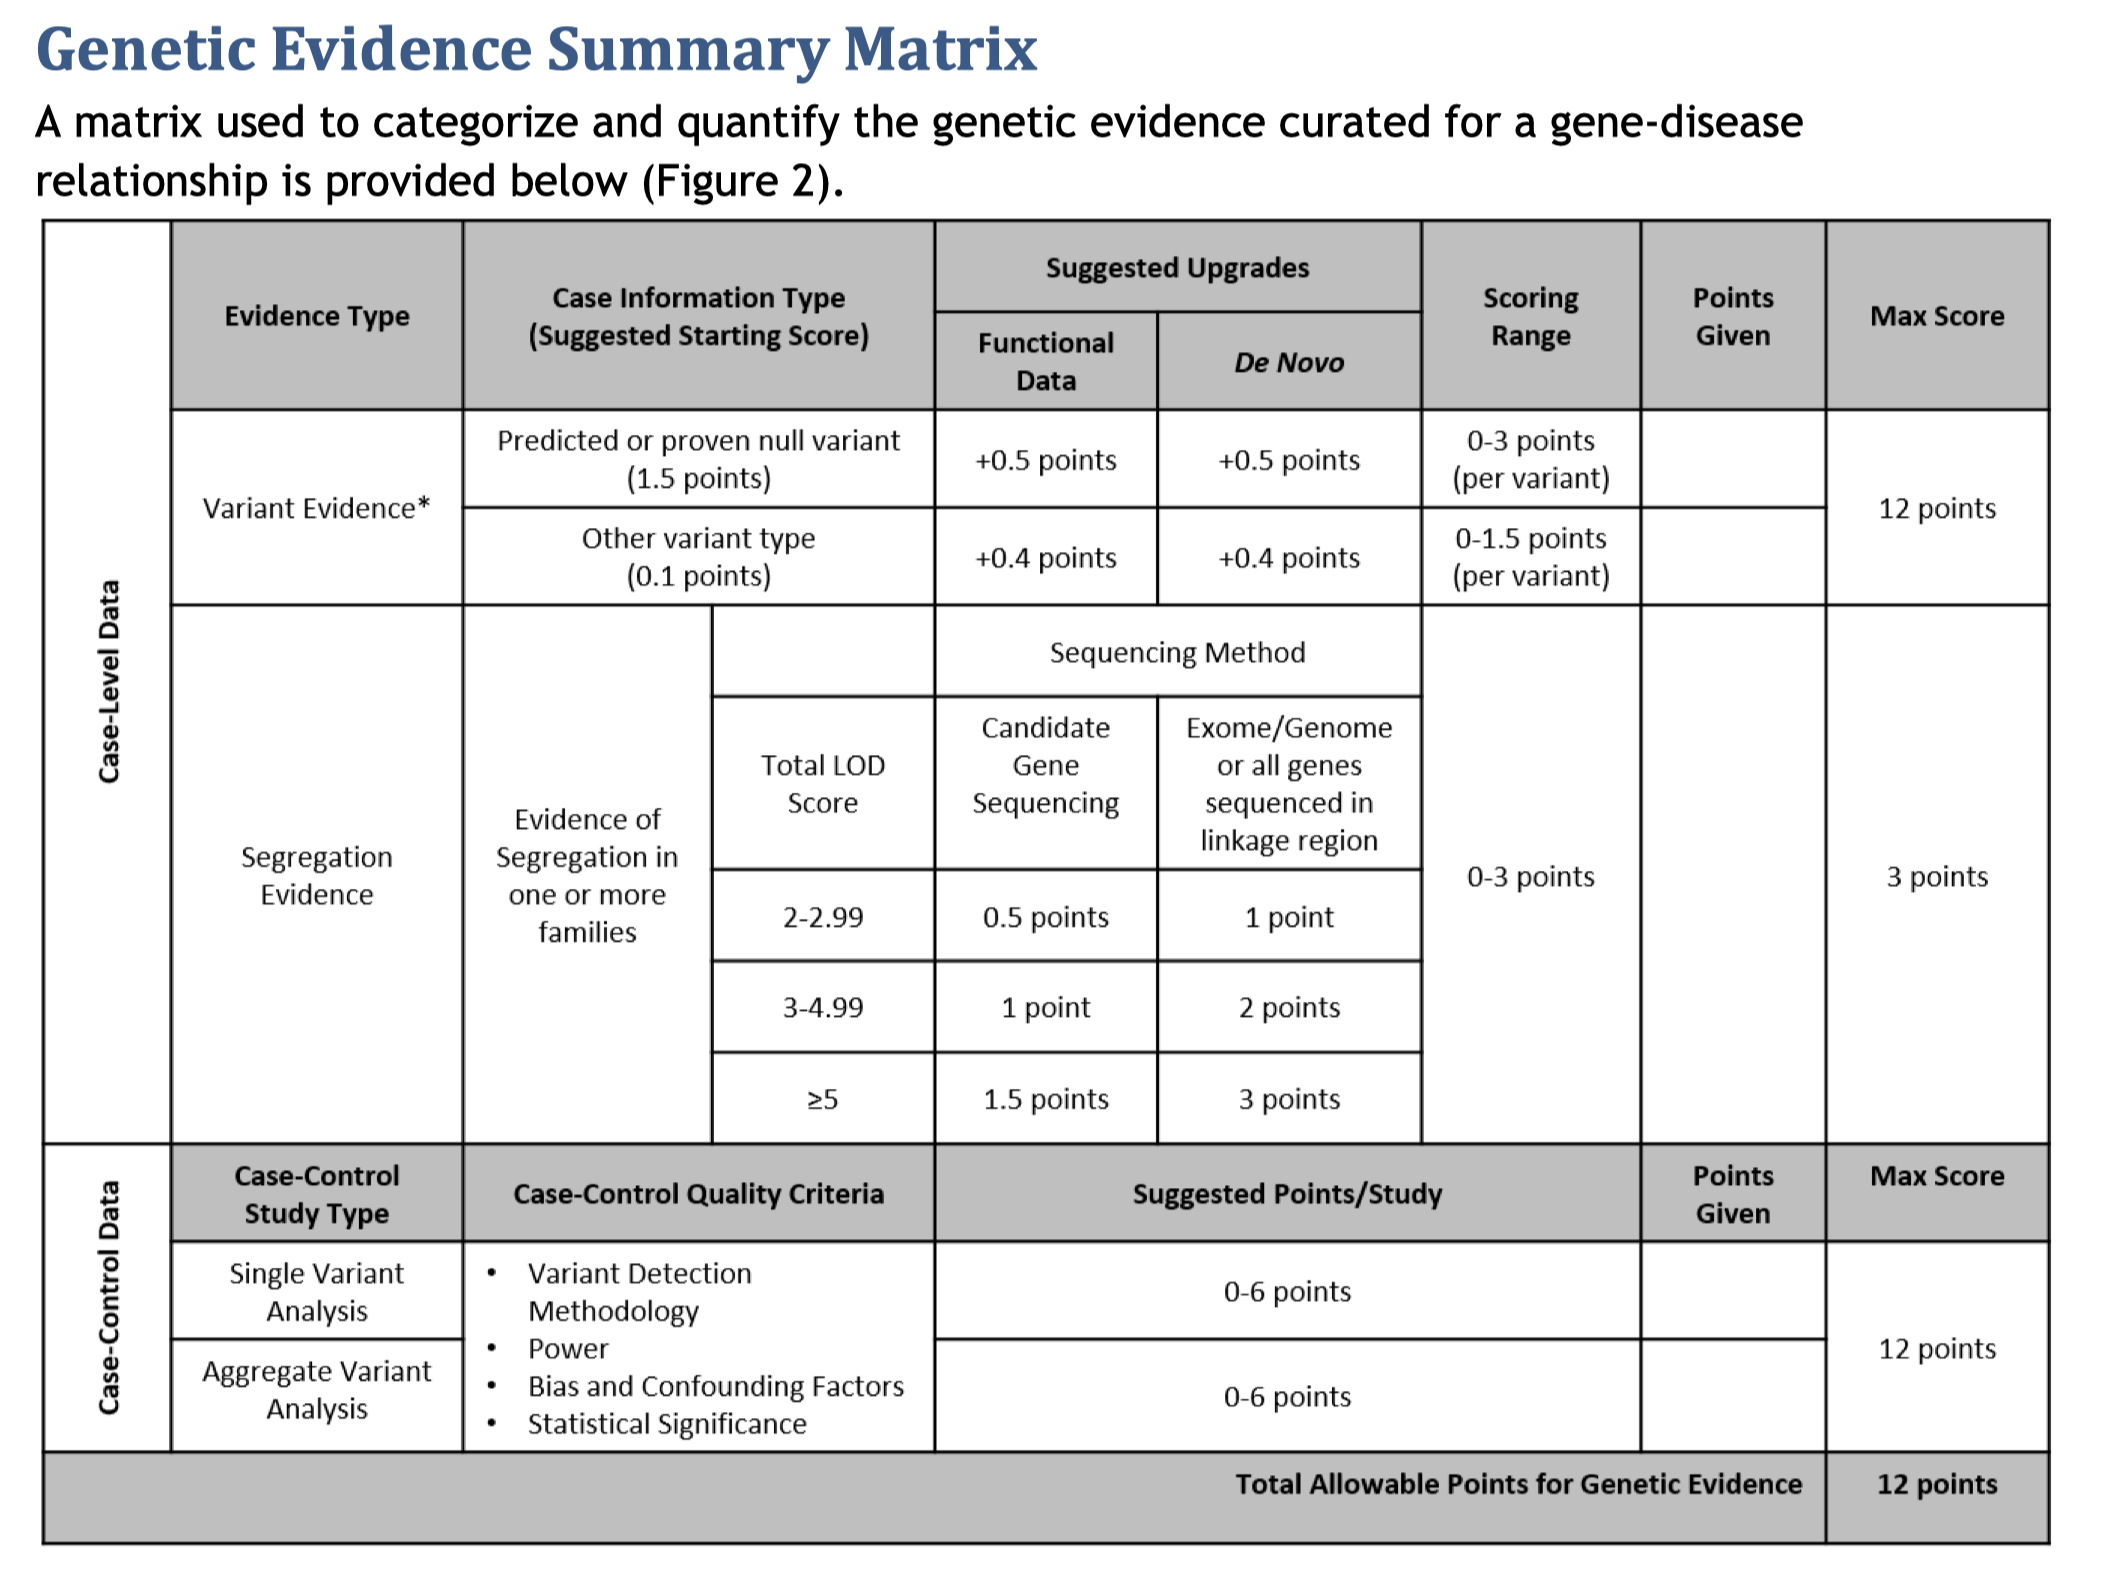 Genetic Evidence Summary Matrix
A matrix used to categorize and quantify the genetic evidence curated for a gene-disease
relationship is provided below (Figure 2).
Case-Level Data
Evidence Type
Case Information Type
(Suggested Starting Score)
Suggested Upgrades
Functional
Data
De Novo
Scoring
Range
Points
Given
Max Score
Variant Evidence*
Predicted or proven null variant
(1.5 points)
+0.5 points
+0.5 points
0-3 points
(per variant)
12 points
Other variant type
(0.1 points)
+0.4 points
+0.4 points
0-1.5 points
(per variant)
Segregation
Evidence
Evidence of
Segregation in
one or more
families
Sequencing Method
Total LOD
Score
Candidate
Gene
Sequencing
Exome/Genome
or all genes
sequenced in
linkage region
2-2.99
0.5 points
1 point
3-4.99
1 point
2 points
≥5
1.5 points
3 points
0-3 points
3 points
Case-Control Data
Case-Control
Study Type
Case-Control Quality Criteria
Suggested Points/Study
Points
Given
Max Score
Single Variant
Analysis
• Variant Detection
Methodology
• Power
• Bias and Confounding Factors
• Statistical Significance
0-6 points
12 points
Aggregate Variant
Analysis
0-6 points
Total Allowable Points for Genetic Evidence
12 points